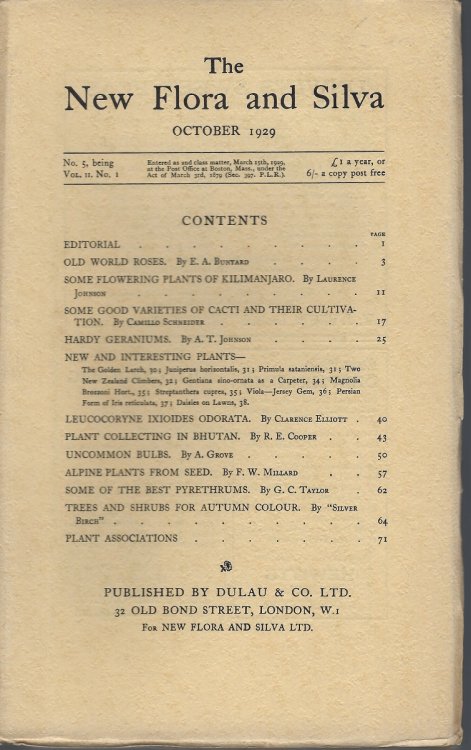 The
New Flora and Silva
OCTOBER 1929
No. 5, being
Vol. II. No. 1
Entered as 2nd class matter, March 15th, 1929,
at the Post Office at Boston, Mass., under the
Act of March 3rd, 1879 (Sec. 397. P.L.R.).
£1 a year, or
6/- a copy post free
CONTENTS
PAGE
EDITORIAL . . . . . . . . . 1
OLD WORLD ROSES. By E. A. Bunyard . . . . . 3
SOME FLOWERING PLANTS OF KILIMANJARO. By Laurence
Johnson . . . . . . . . . 11
SOME GOOD VARIETIES OF CACTI AND THEIR CULTIVA-
TION. By Camillo Schneider . . . . . . 17
HARDY GERANIUMS. By A. T. Johnson . . . . 25
NEW AND INTERESTING PLANTS—
The Golden Larch, 30; Juniperus horizontalis, 31; Primula sataniensis, 31; Two
New Zealand Climbers, 32; Gentiana sino-ornata as a Carpeter, 34; Magnolia
Brozzoni Hort., 35; Streptanthera cuprea, 35; Viola—Jersey Gem, 36; Persian
Form of Iris reticulata, 37; Daisies on Lawns, 38.
LEUCOCORYNE IXIOIDES ODORATA. By Clarence Elliott . 40
PLANT COLLECTING IN BHUTAN. By R. E. Cooper . . 43
UNCOMMON BULBS. By A. Grove . . . . . 50
ALPINE PLANTS FROM SEED. By F. W. Millard . . 57
SOME OF THE BEST PYRETHRUMS. By G. C. Taylor . 62
TREES AND SHRUBS FOR AUTUMN COLOUR. By "Silver
Birch" . . . . . . . . . . 64
PLANT ASSOCIATIONS . . . . . . . 71
PUBLISHED BY DULAU & CO. LTD.
32 OLD BOND STREET, LONDON, W.1
For NEW FLORA AND SILVA LTD.